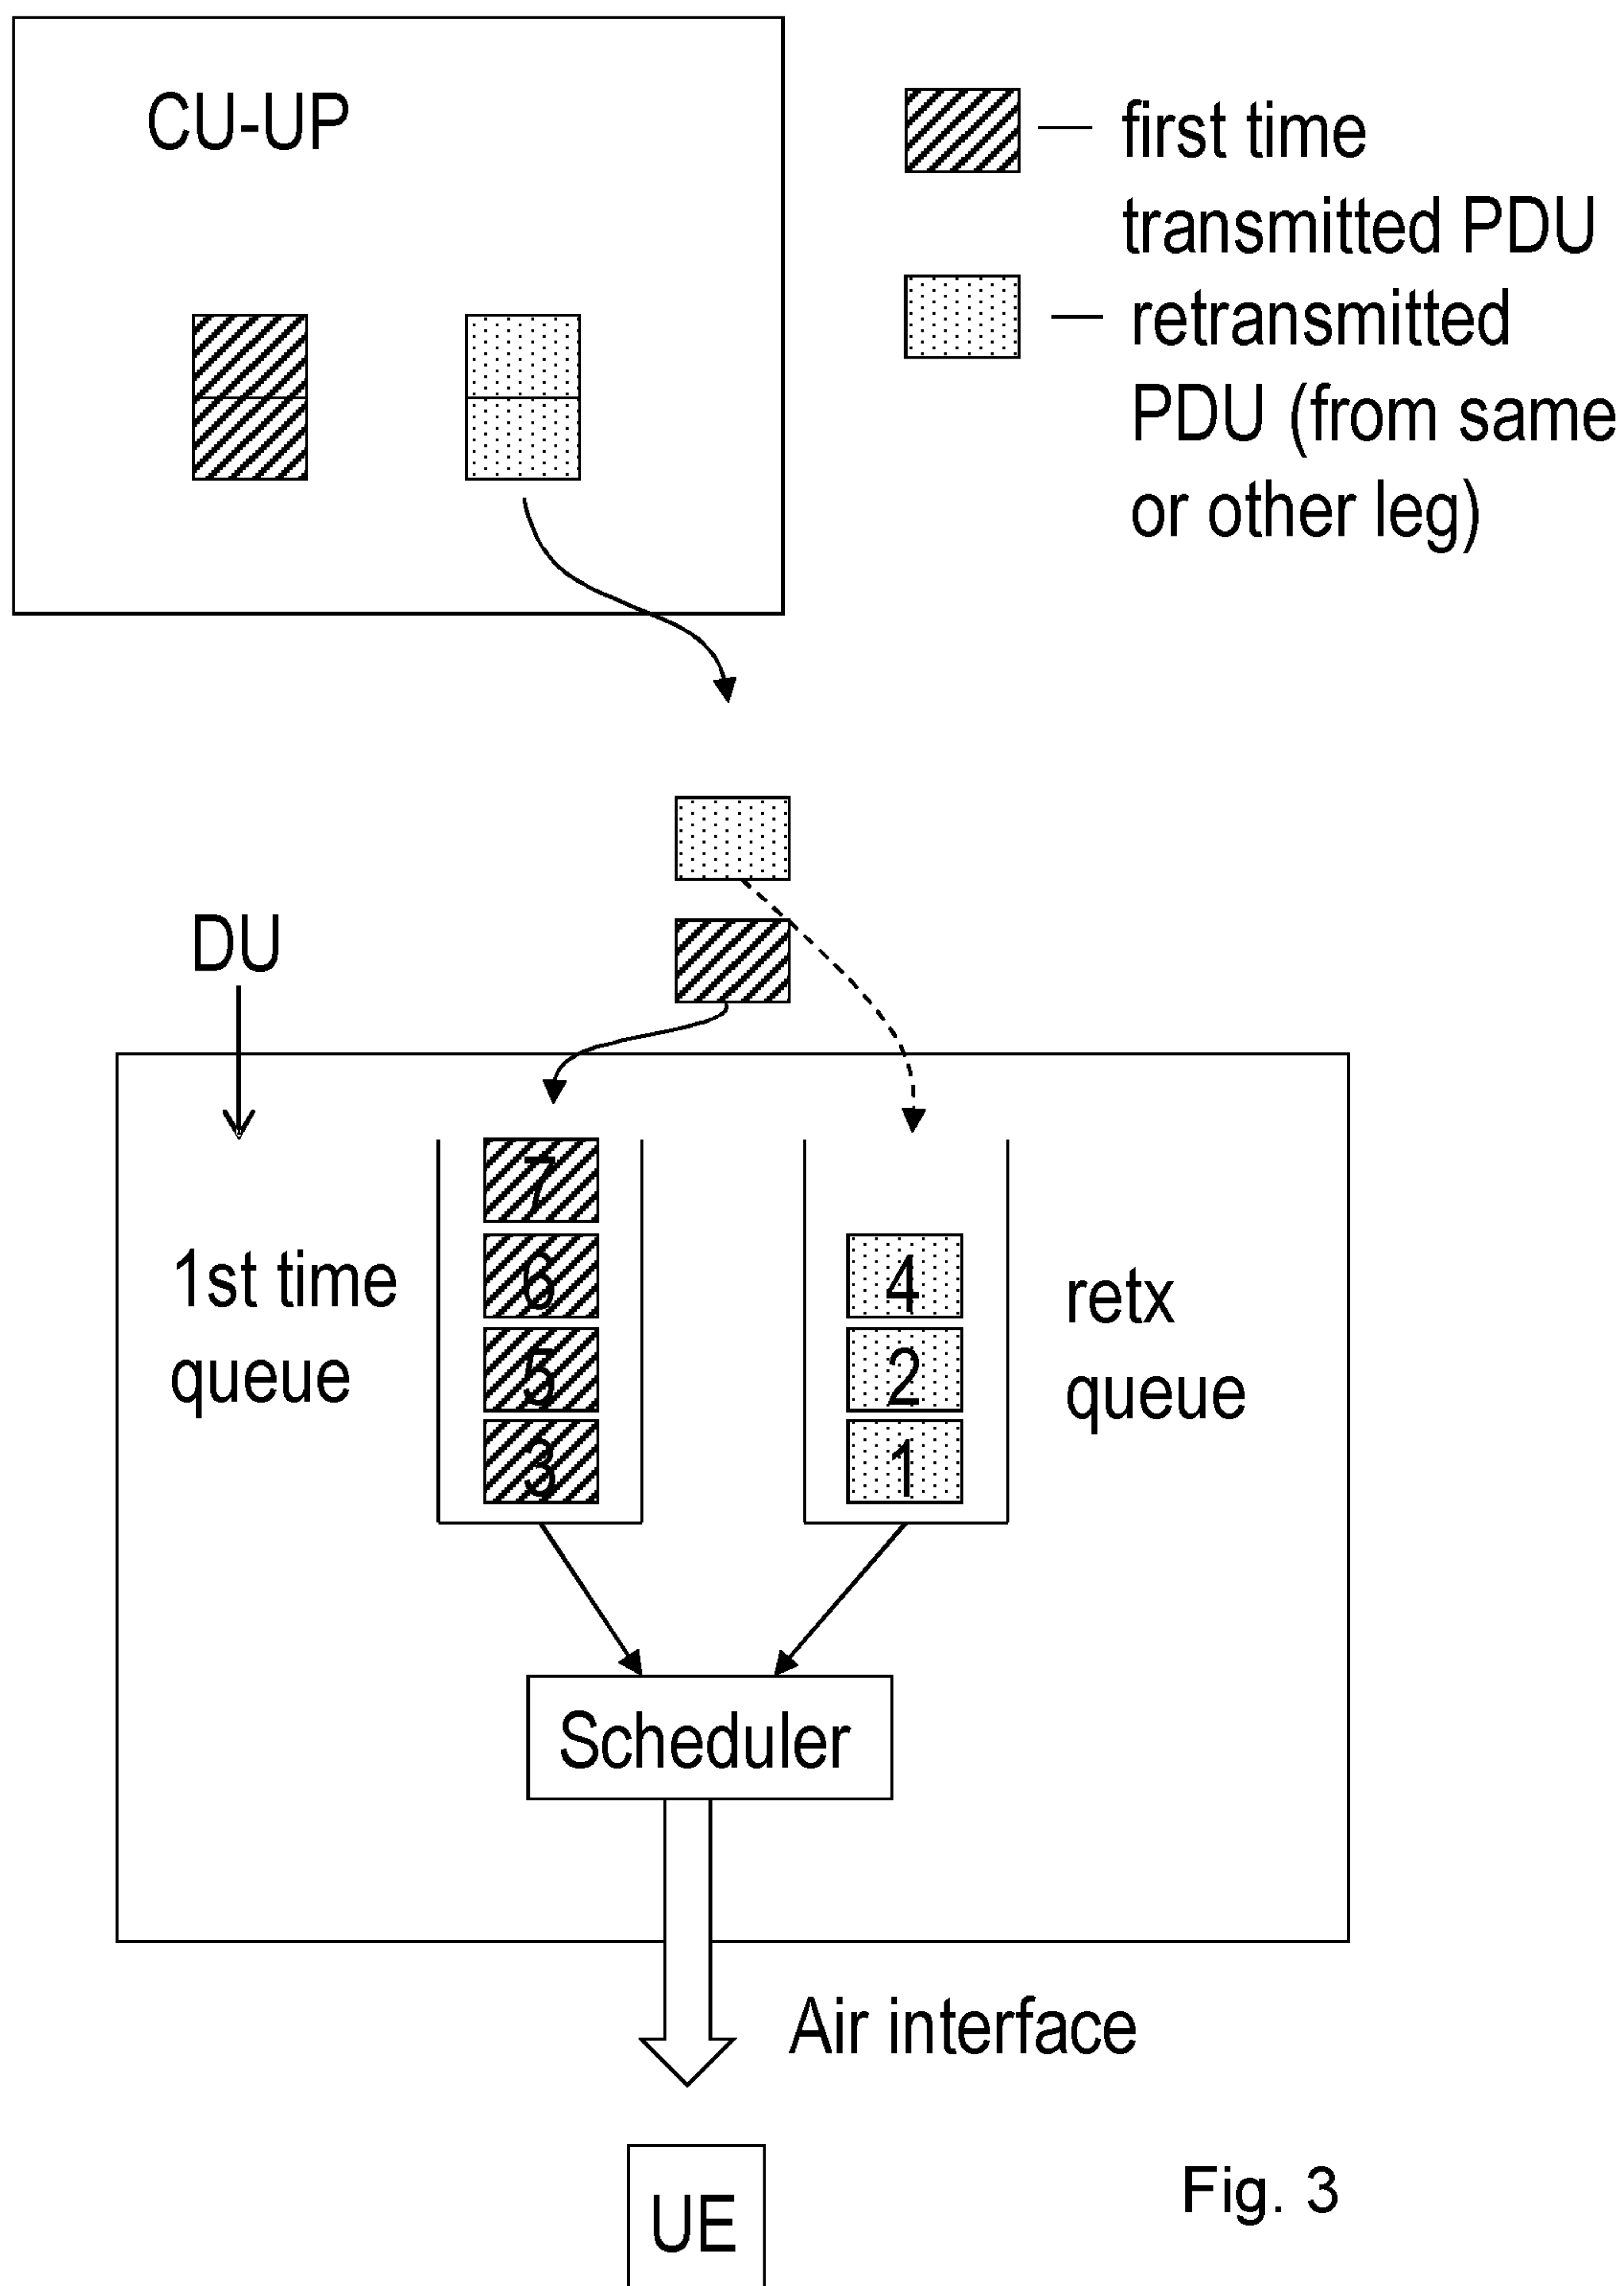 CU-UP
first time
transmitted PDU
retransmitted
PDU (from same
or other leg)
DU
1st time
queue
7
6
5
3
4
2
1
retx
queue
Scheduler
Air interface
UE
Fig. 3